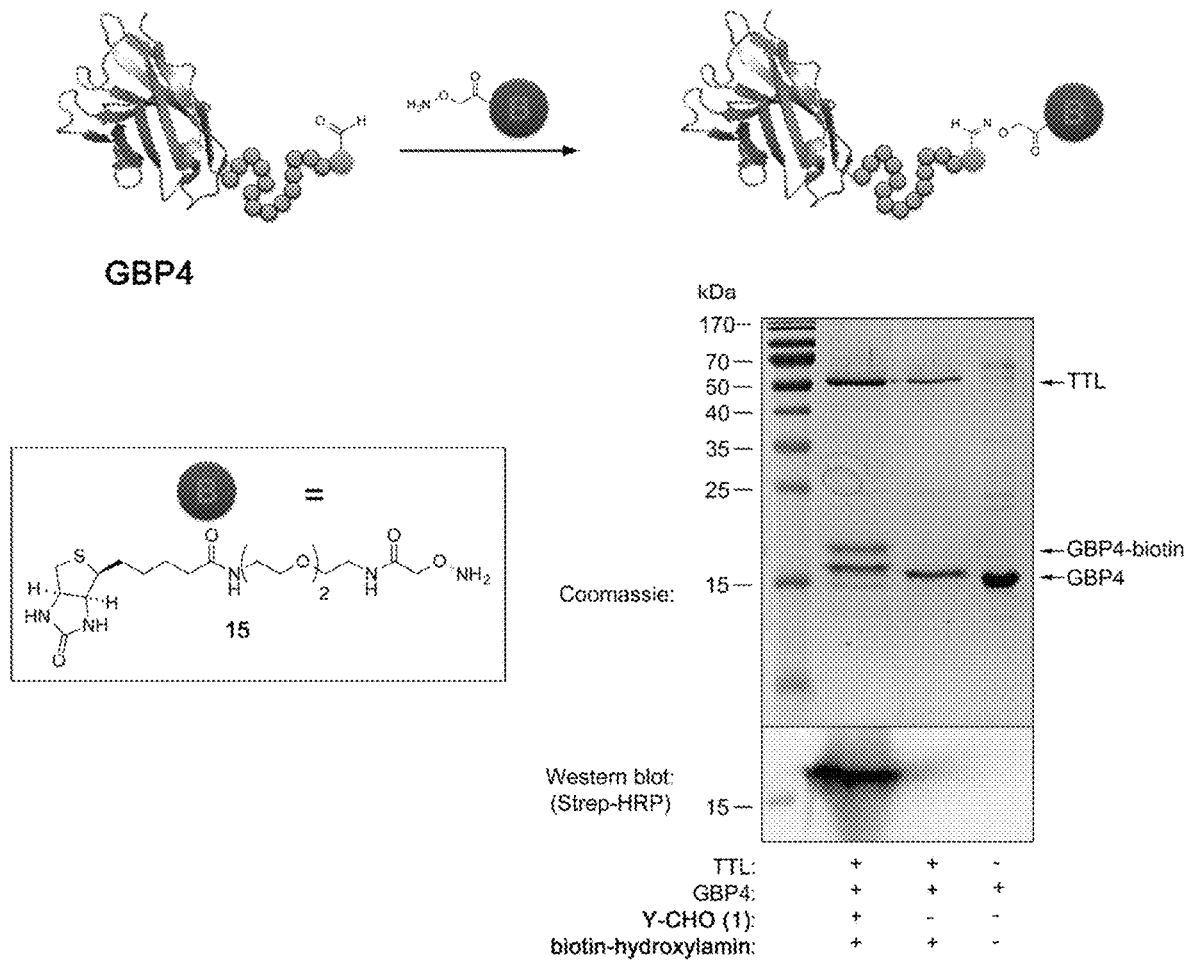 O
H
H₂N
O
O
H
N
O
O
GBP4
=
S
O
O
H
H
N
H
( O )
2
N
H
O
NH₂
HN
NH
O
15
kDa
170
70
50
40
35
25
15
TTL
GBP4-biotin
GBP4
Coomassie:
Western blot:
(Strep-HRP)
15
TTL: + + -
GBP4: + + +
Y-CHO (1): + - -
biotin-hydroxylamin: + + -